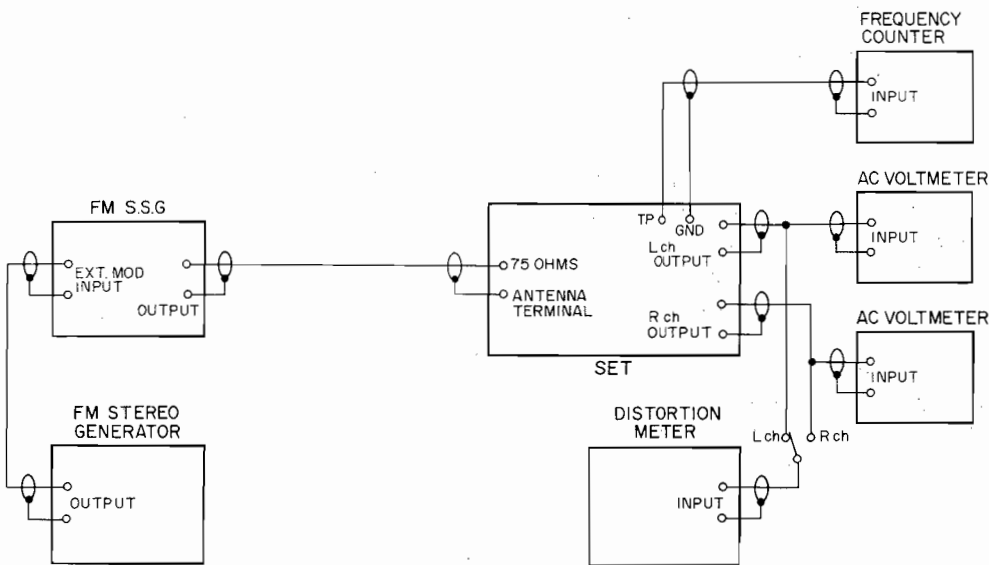 FREQUENCY
COUNTER
INPUT
AC VOLTMETER
INPUT
FM S.S.G
EXT. MOD
INPUT
OUTPUT
TP
GND
L ch
OUTPUT
75 OHMS
ANTENNA
TERMINAL
R ch
OUTPUT
SET
AC VOLTMETER
INPUT
FM STEREO
GENERATOR
OUTPUT
DISTORTION
METER
L ch
R ch
INPUT